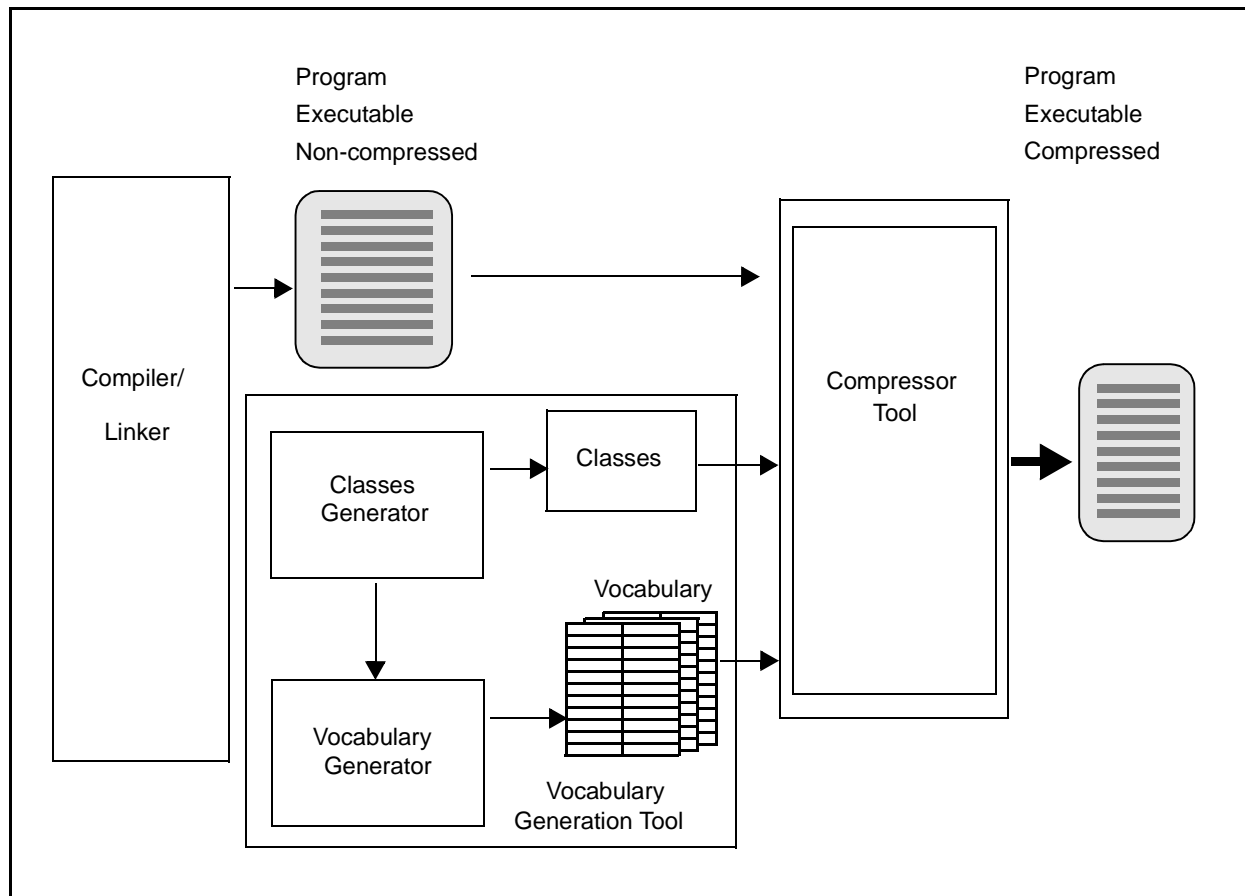 Program
Executable
Non-compressed
Program
Executable
Compressed
Compiler/
Linker
Classes
Generator
Classes
Compressor
Tool
Vocabulary
Vocabulary
Generator
Vocabulary
Generation Tool